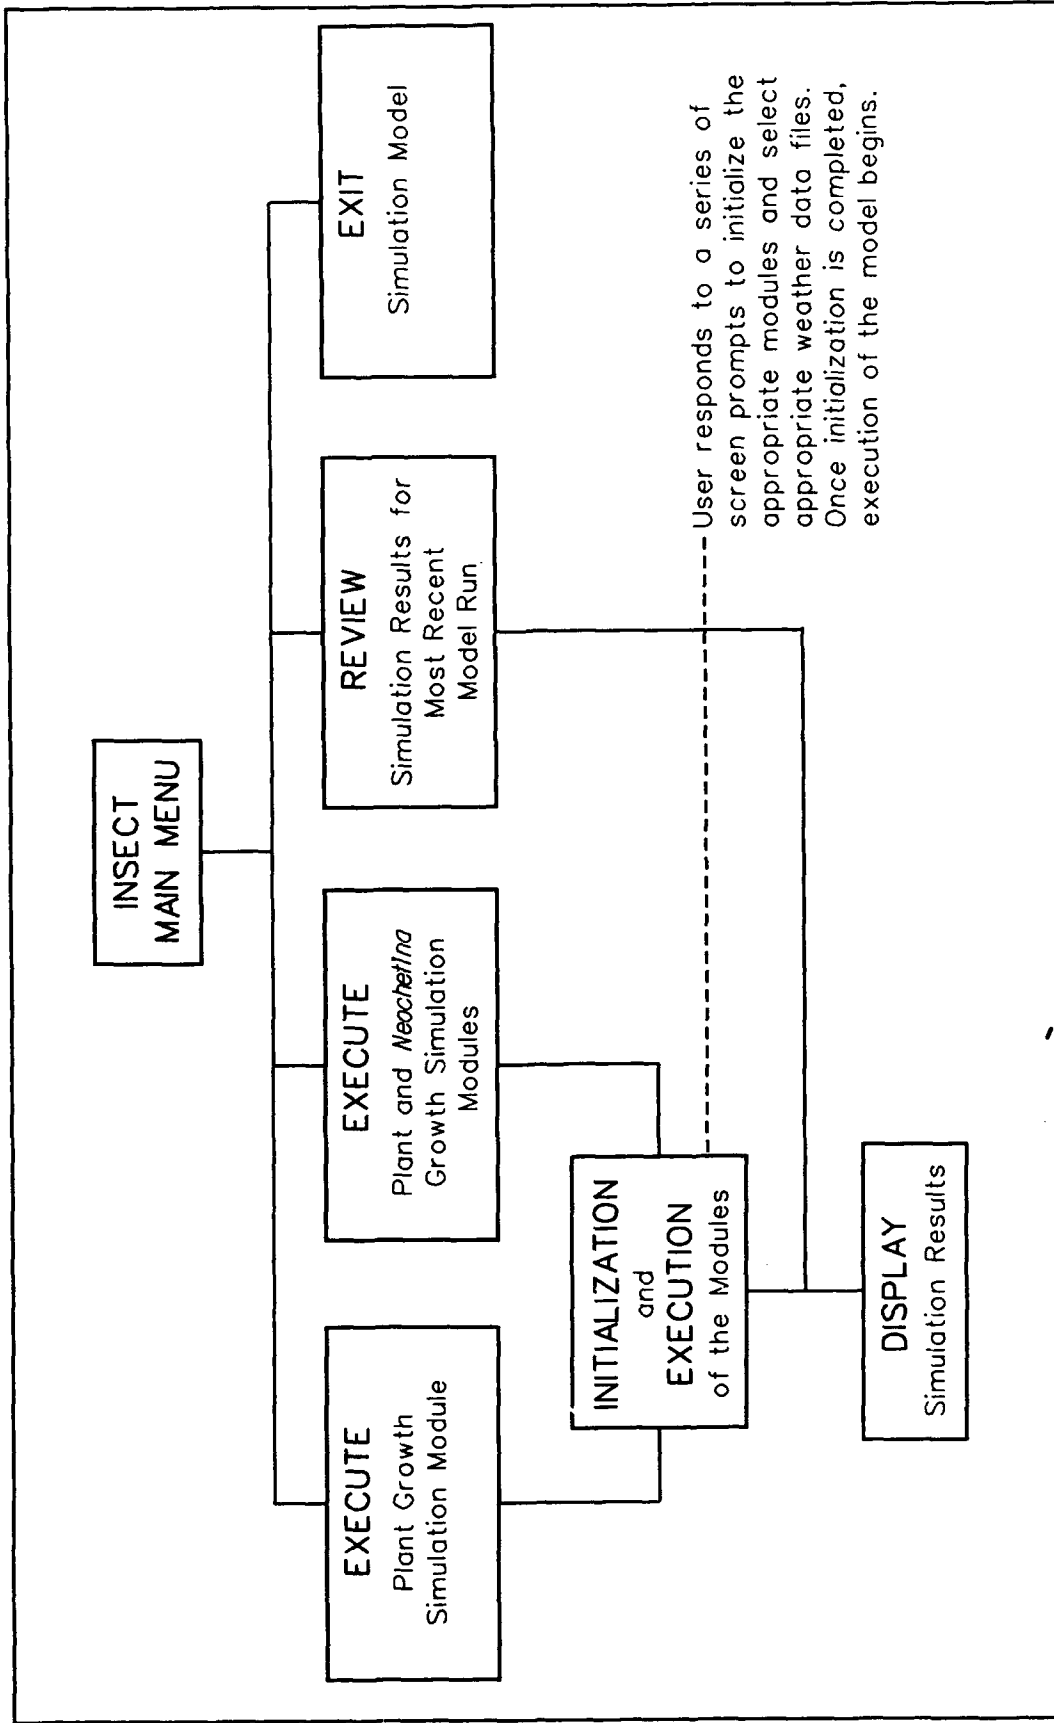 INSECT
MAIN MENU
EXECUTE
Plant Growth
Simulation Module
EXECUTE
Plant and Neochetina
Growth Simulation
Modules
REVIEW
Simulation Results for
Most Recent
Model Run
EXIT
Simulation Model
INITIALIZATION
and
EXECUTION
of the Modules
User responds to a series of
screen prompts to initialize the
appropriate modules and select
appropriate weather data files.
Once initialization is completed,
execution of the model begins.
DISPLAY
Simulation Results